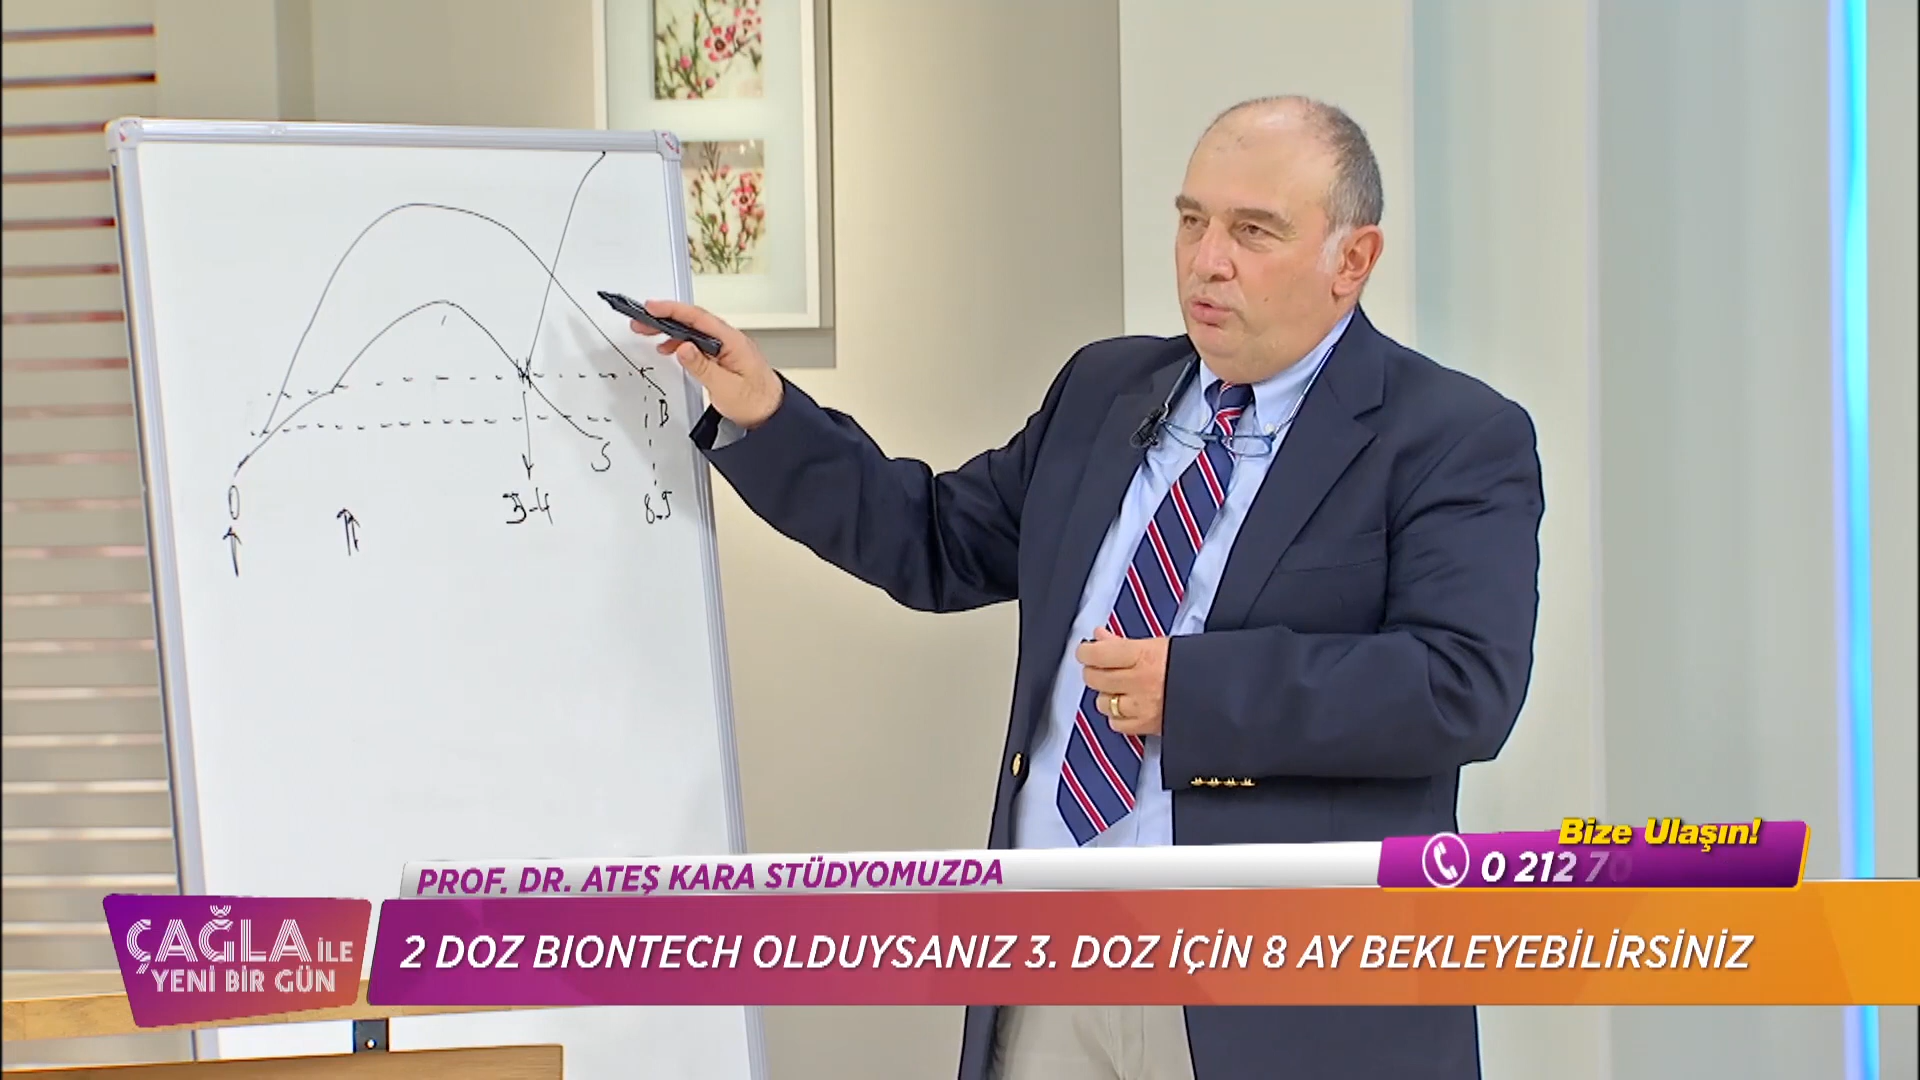 B
S
0
3-4
8-9
Bize Ulaşın!
0 212 70
PROF. DR. ATEŞ KARA STÜDYOMUZDA
ÇAĞLA İLE
YENİ BİR GÜN
2 DOZ BIONTECH OLDUYSANIZ 3. DOZ İÇİN 8 AY BEKLEYEBİLİRSİNİZ